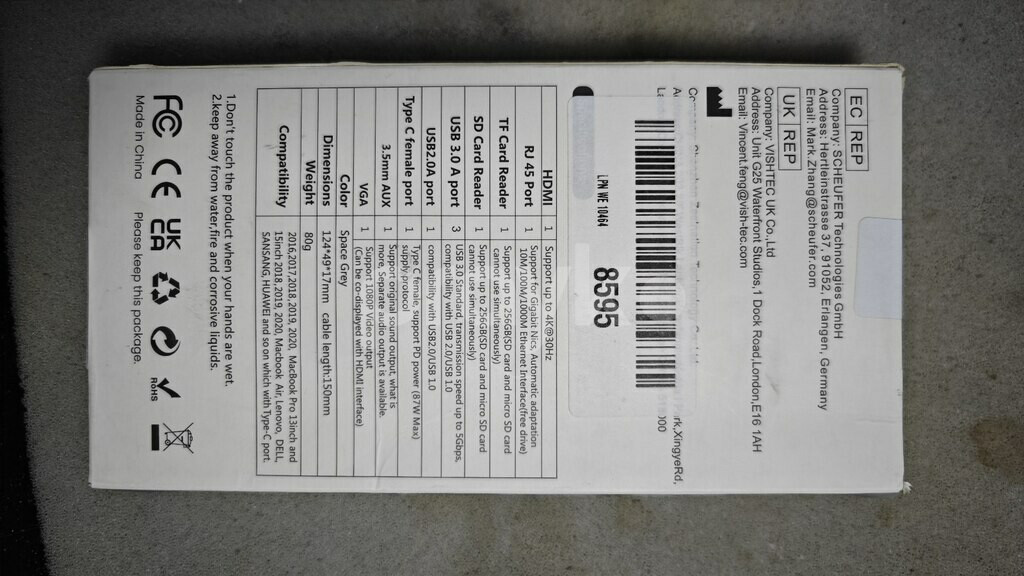 EC REP
Company: SCHEUFER Technologies GmbH
Address: Hertleinstrasse 37, 91052, Erlangen, Germany
Email: Mark.Zhang@scheufer.com
UK REP
Company: VISHTEC UK Co.,Ltd
Address: Unit G25 Waterfront Studios,1 Dock Road,London,E16 1AH
Email: Vincent.feng@vish-tec.com
ark,XingyeRd,
LPN WE 10464
8595
HDMI 1 Support up to 4K@30Hz
RJ 45 Port 1 Support for Gigabit Nics, Automatic adaptation
10M/100M/1000M Ethernet Interface(free drive)
TF Card Reader 1 Support up to 256GB(SD card and micro SD card
cannot use simultaneously)
SD Card Reader 1 Support up to 256GB(SD card and micro SD card
cannot use simultaneously)
USB 3.0 A port 3 USB 3.0 Standard, transmission speed up to 5Gbps,
compatibility with USB 2.0/USB 1.0
USB2.0A port 1 compatibility with USB2.0/USB 1.0
Type C female port 1 Type C female, support PD power (87W Max)
supply protocol
3.5mm AUX 1 Support original sound output, what is
more, Separate audio output is available.
VGA 1 Support 1080P Video output
(Can be co-displayed with HDMI interface)
Color Space Grey
Dimensions 124*49*17mm cable length:150mm
Weight 80g
Compatibility 2016,2017,2018,2019, 2020, MacBook Pro 13inch and
15inch 2018,2019, 2020, Macbook Air, Lenovo, DELL,
SANSANG,HUAWEI and so on which with Type-C port.
1.Don't touch the product when your hands are wet.
2.keep away from water,fire and corrosive liquids.
FC CE UK CA RoHS
Made in China Please keep this package.